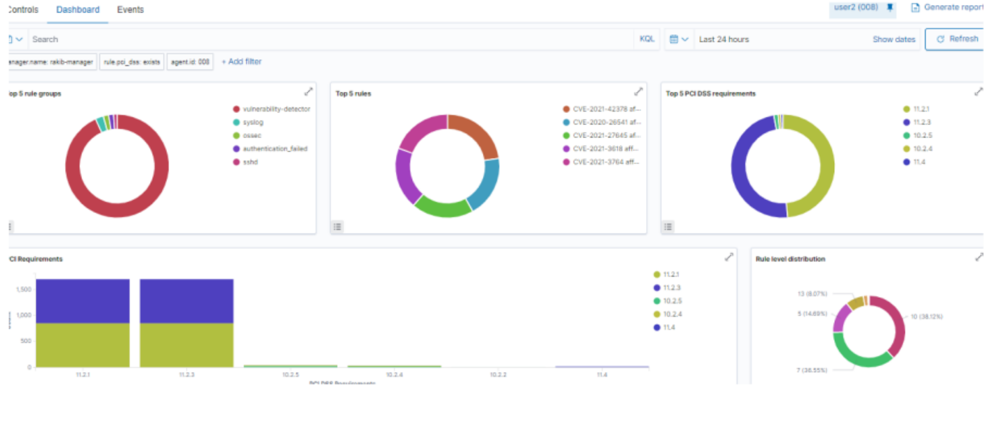 Controls Dashboard Events user2 (008) Generate report
Search KQL Last 24 hours Show dates Refresh
anager.name: rakib-manager rule.pci_dss: exists agent.id: 008 + Add filter
op 5 rule groups
vulnerability-detector
syslog
ossec
authentication_failed
sshd
Top 5 rules
CVE-2021-42378 af...
CVE-2020-26541 af...
CVE-2021-27645 af...
CVE-2021-3618 aff...
CVE-2021-3764 aff...
Top 5 PCI DSS requirements
11.2.1
11.2.3
10.2.5
10.2.4
11.4
CI Requirements
1,500
1,000
500
0
11.2.1 11.2.3 10.2.5 10.2.4 10.2.2 11.4
PCI DSS Requirements
11.2.1
11.2.3
10.2.5
10.2.4
11.4
Rule level distribution
13 (8.07%)
5 (14.69%)
10 (38.12%)
7 (36.55%)